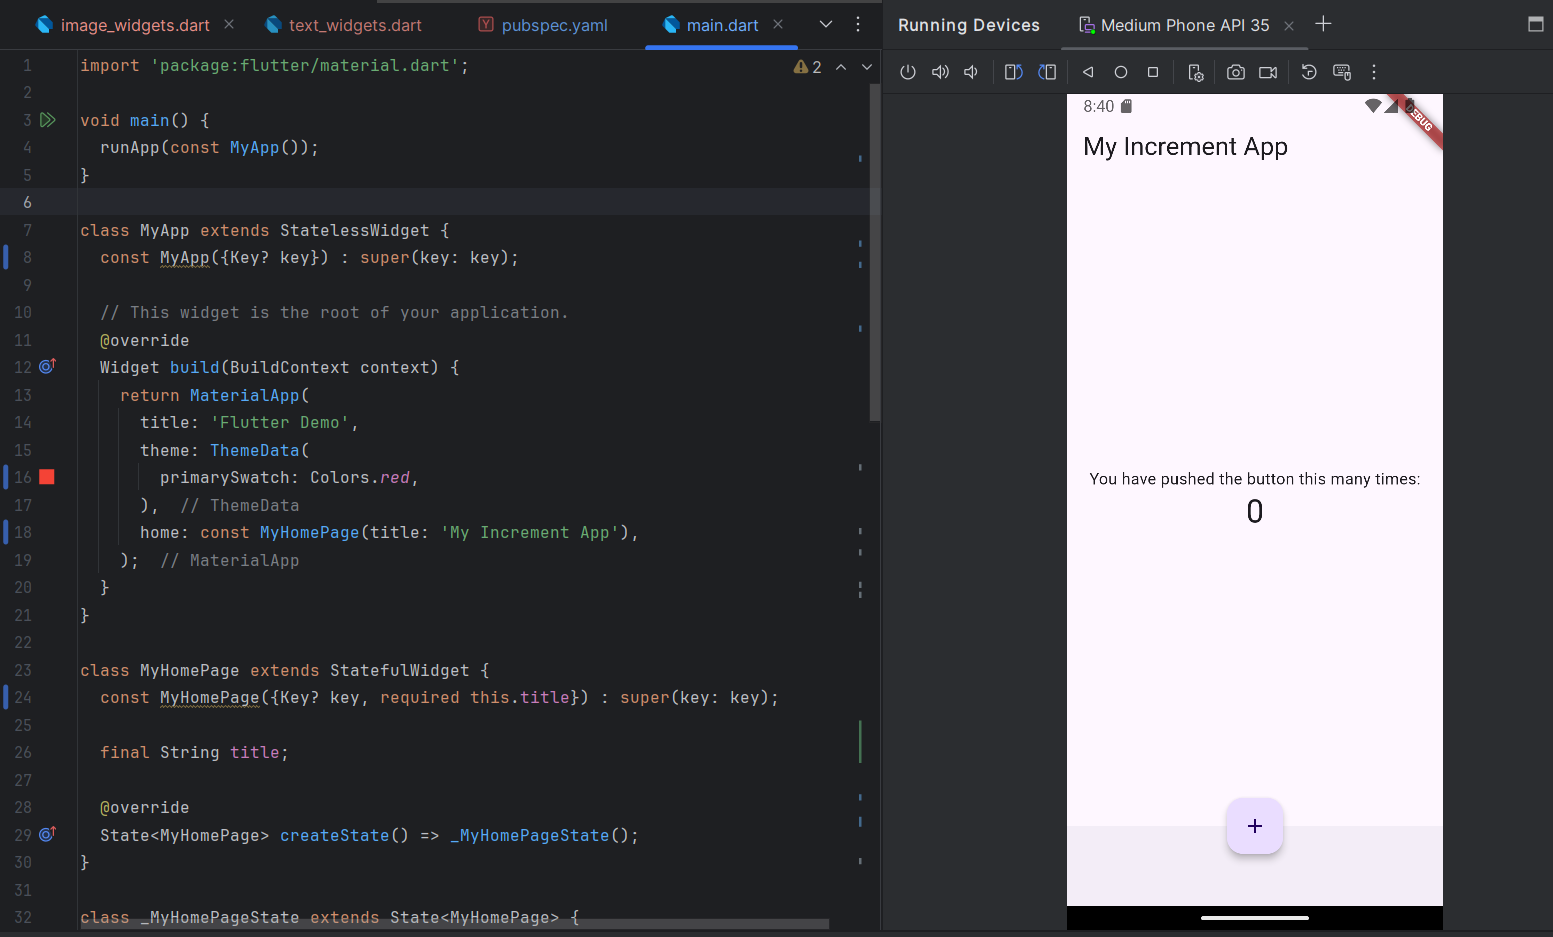 image_widgets.dart
text_widgets.dart
pubspec.yaml
main.dart
Running Devices
Medium Phone API 35
2
1 import 'package:flutter/material.dart';
2
3 void main() {
4 runApp(const MyApp());
5 }
6
7 class MyApp extends StatelessWidget {
8 const MyApp({Key? key}) : super(key: key);
9
10 // This widget is the root of your application.
11 @override
12 Widget build(BuildContext context) {
13 return MaterialApp(
14 title: 'Flutter Demo',
15 theme: ThemeData(
16 primarySwatch: Colors.red,
17 ), // ThemeData
18 home: const MyHomePage(title: 'My Increment App'),
19 ); // MaterialApp
20 }
21 }
22
23 class MyHomePage extends StatefulWidget {
24 const MyHomePage({Key? key, required this.title}) : super(key: key);
25
26 final String title;
27
28 @override
29 State<MyHomePage> createState() => _MyHomePageState();
30 }
31
32 class _MyHomePageState extends State<MyHomePage> {
8:40
DEBUG
My Increment App
You have pushed the button this many times:
0
+